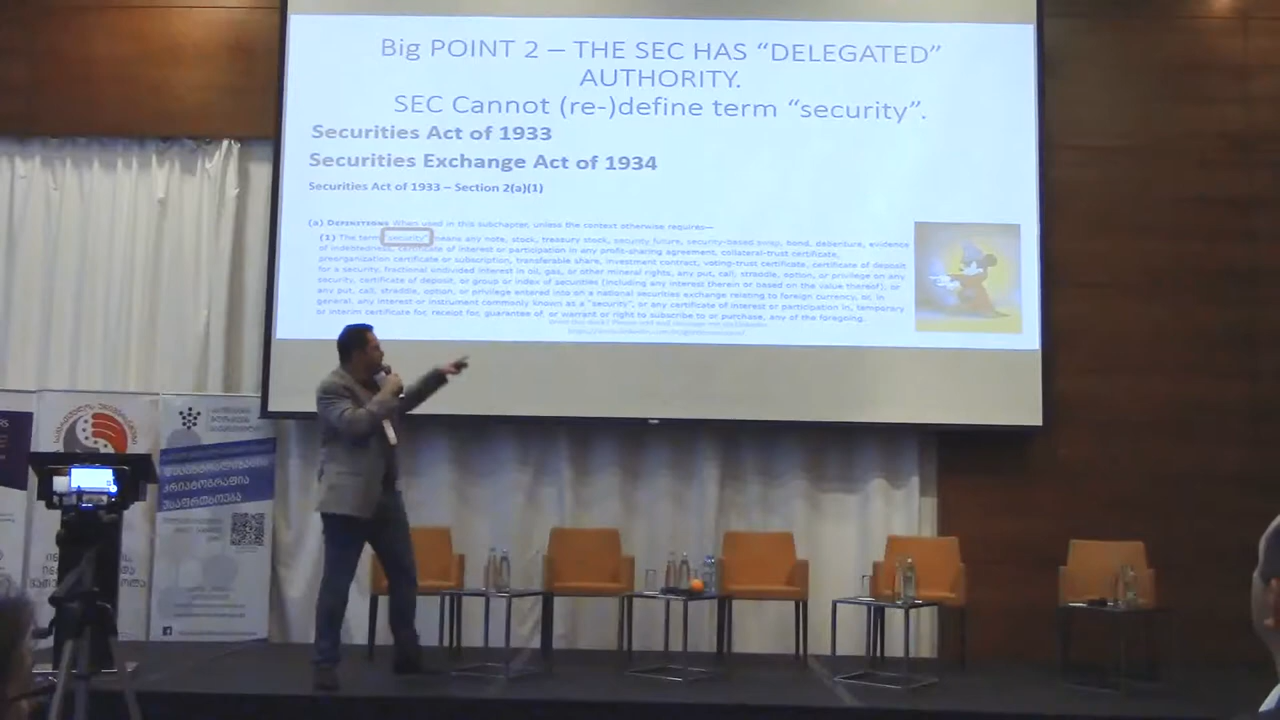 Big POINT 2 – THE SEC HAS “DELEGATED”
AUTHORITY.
SEC Cannot (re-)define term “security”.
Securities Act of 1933
Securities Exchange Act of 1934
Securities Act of 1933 – Section 2(a)(1)
(a) DEFINITIONS When used in this subchapter, unless the context otherwise requires—
(1) The term “security” means any note, stock, treasury stock, security future, security-based swap, bond, debenture, evidence
of indebtedness, certificate of interest or participation in any profit-sharing agreement, collateral-trust certificate,
preorganization certificate or subscription, transferable share, investment contract, voting-trust certificate, certificate of deposit
for a security, fractional undivided interest in oil, gas, or other mineral rights, any put, call, straddle, option, or privilege on any
security, certificate of deposit, or group or index of securities (including any interest therein or based on the value thereof), or
any put, call, straddle, option, or privilege entered into on a national securities exchange relating to foreign currency, or, in
general, any interest or instrument commonly known as a “security”, or any certificate of interest or participation in, temporary
or interim certificate for, receipt for, guarantee of, or warrant or right to subscribe to or purchase, any of the foregoing.
დეცენტრალიზაცია
კრიპტოგრაფია
უსაფრთხოება